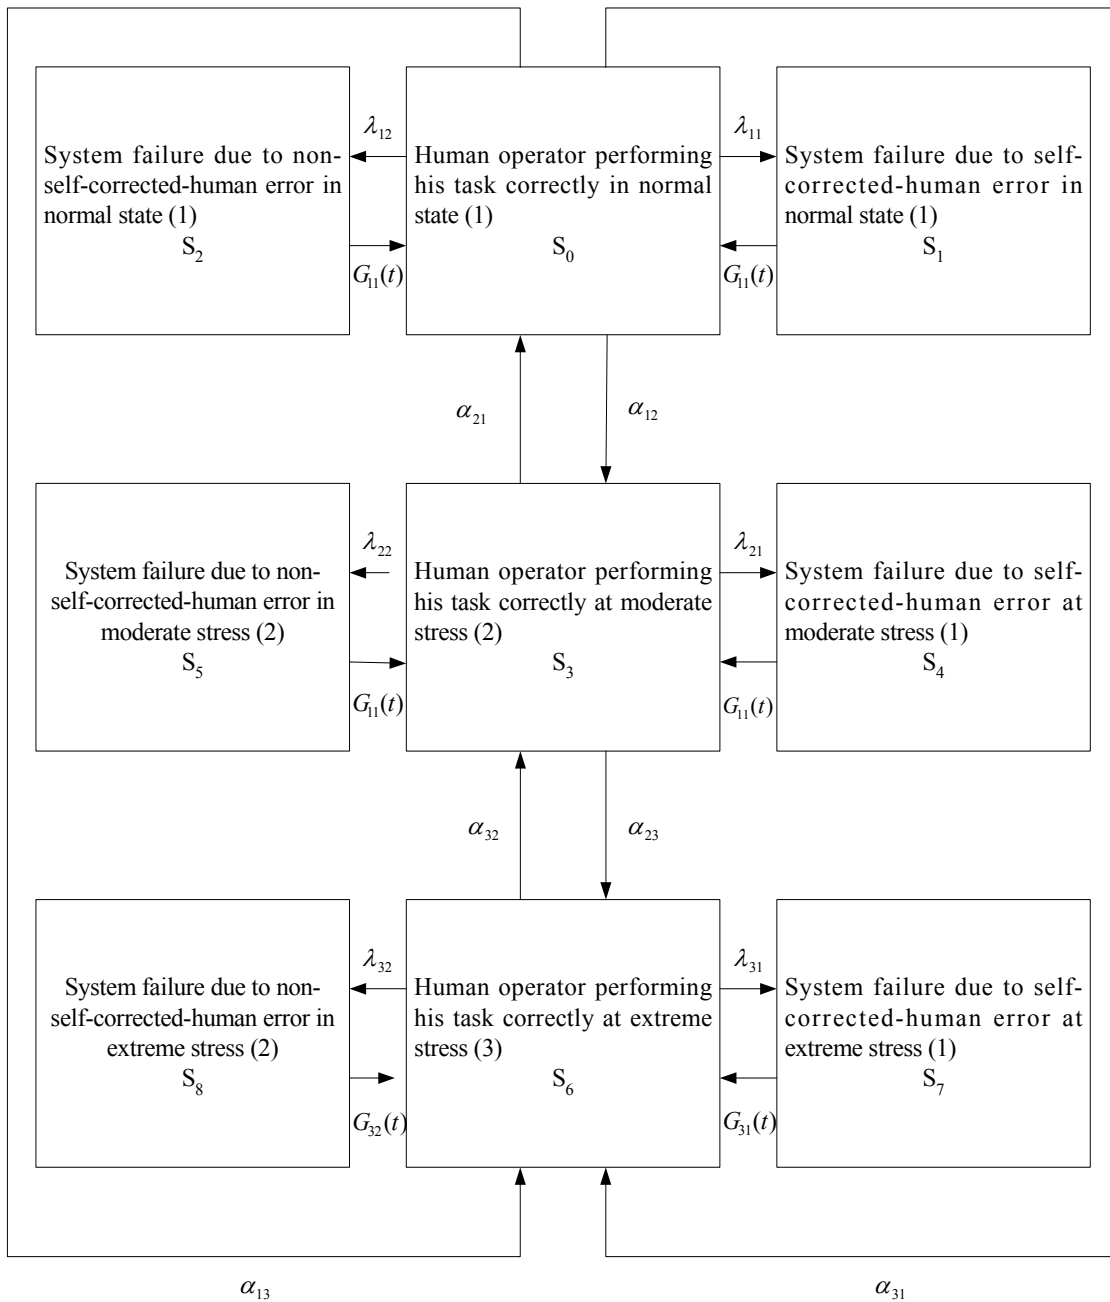 λ12
λ11
System failure due to non-
self-corrected-human error in
normal state (1)
S2
Human operator performing
his task correctly in normal
state (1)
S0
System failure due to self-
corrected-human error in
normal state (1)
S1
G11(t)
G11(t)
α21
α12
λ22
λ21
System failure due to non-
self-corrected-human error in
moderate stress (2)
S5
Human operator performing
his task correctly at moderate
stress (2)
S3
System failure due to self-
corrected-human error at
moderate stress (1)
S4
G11(t)
G11(t)
α32
α23
λ32
λ31
System failure due to non-
self-corrected-human error in
extreme stress (2)
S8
Human operator performing
his task correctly at extreme
stress (3)
S6
System failure due to self-
corrected-human error at
extreme stress (1)
S7
G32(t)
G31(t)
α13
α31